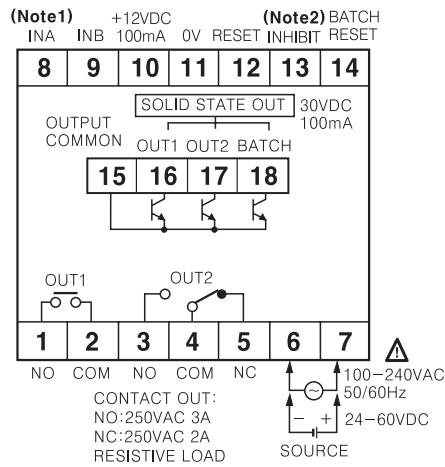 (Note1) +12VDC (Note2) BATCH
INA INB 100mA 0V RESET INHIBIT RESET
8 9 10 11 12 13 14
SOLID STATE OUT 30VDC
100mA
OUTPUT
COMMON OUT1 OUT2 BATCH
15 16 17 18
OUT1 OUT2
1 2 3 4 5 6 7
NO COM NO COM NC
100-240VAC
50/60Hz
CONTACT OUT:
NO:250VAC 3A
NC:250VAC 2A
RESISTIVE LOAD
- + 24-60VDC
SOURCE